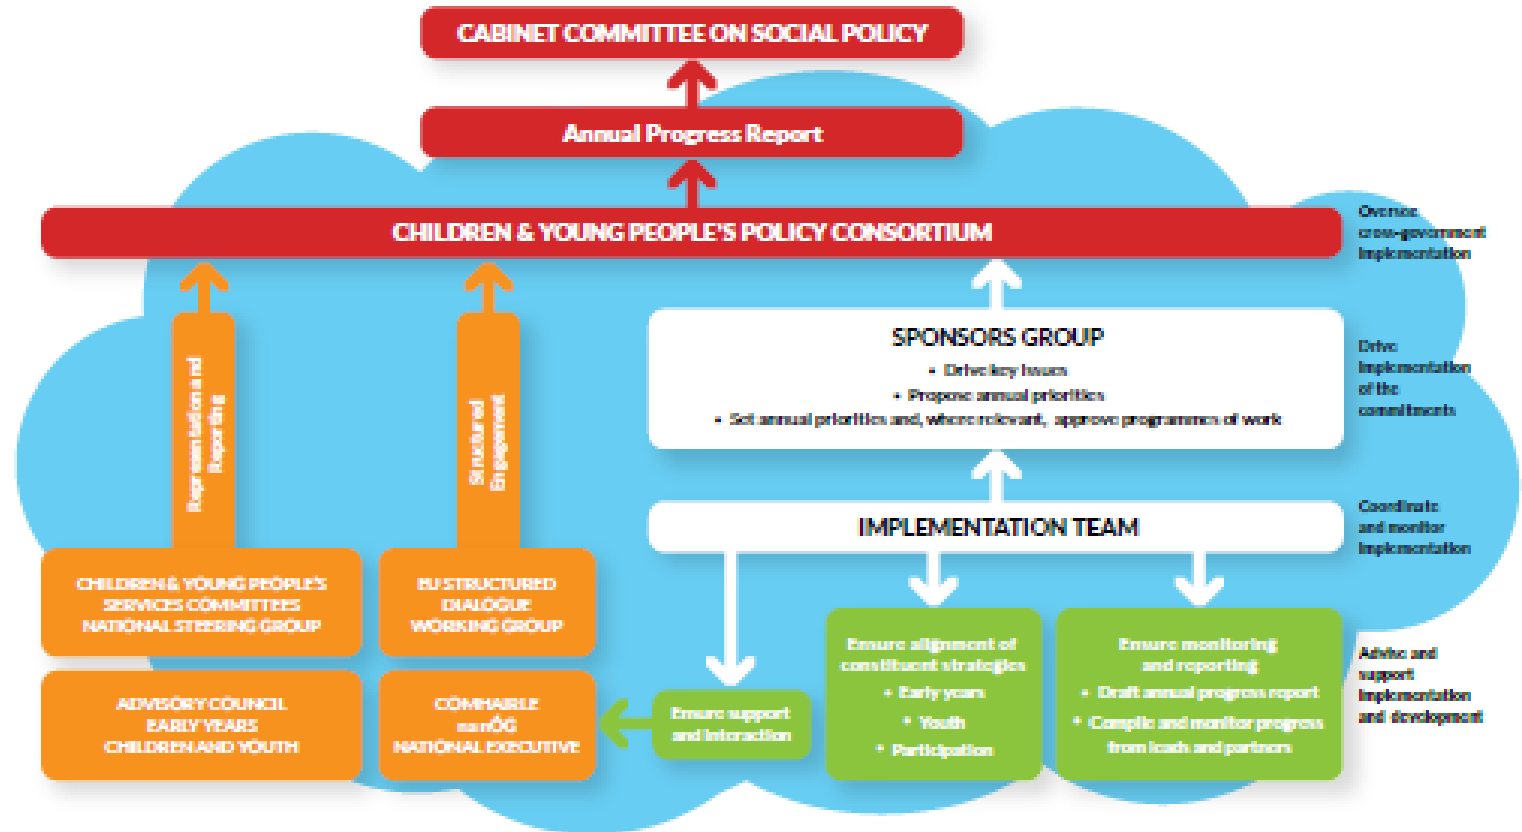 CABINET COMMITTEE ON SOCIAL POLICY
Annual Progress Report
CHILDREN & YOUNG PEOPLE'S POLICY CONSORTIUM
Oversee
cross-government
implementation
Representation and
Reporting
Structured
Engagement
SPONSORS GROUP
• Drive key issues
• Propose annual priorities
• Set annual priorities and, where relevant, approve programmes of work
Drive
implementation
of the
commitments
IMPLEMENTATION TEAM
Coordinate
and monitor
implementation
CHILDREN & YOUNG PEOPLE'S
SERVICES COMMITTEES
NATIONAL STEERING GROUP
EU STRUCTURED
DIALOGUE
WORKING GROUP
ADVISORY COUNCIL
EARLY YEARS
CHILDREN AND YOUTH
COMHAIRLE
na nÓG
NATIONAL EXECUTIVE
Ensure support
and interaction
Ensure alignment of
constituent strategies
• Early years
• Youth
• Participation
Ensure monitoring
and reporting
• Draft annual progress report
• Compile and monitor progress
from leads and partners
Advise and
support
implementation
and development